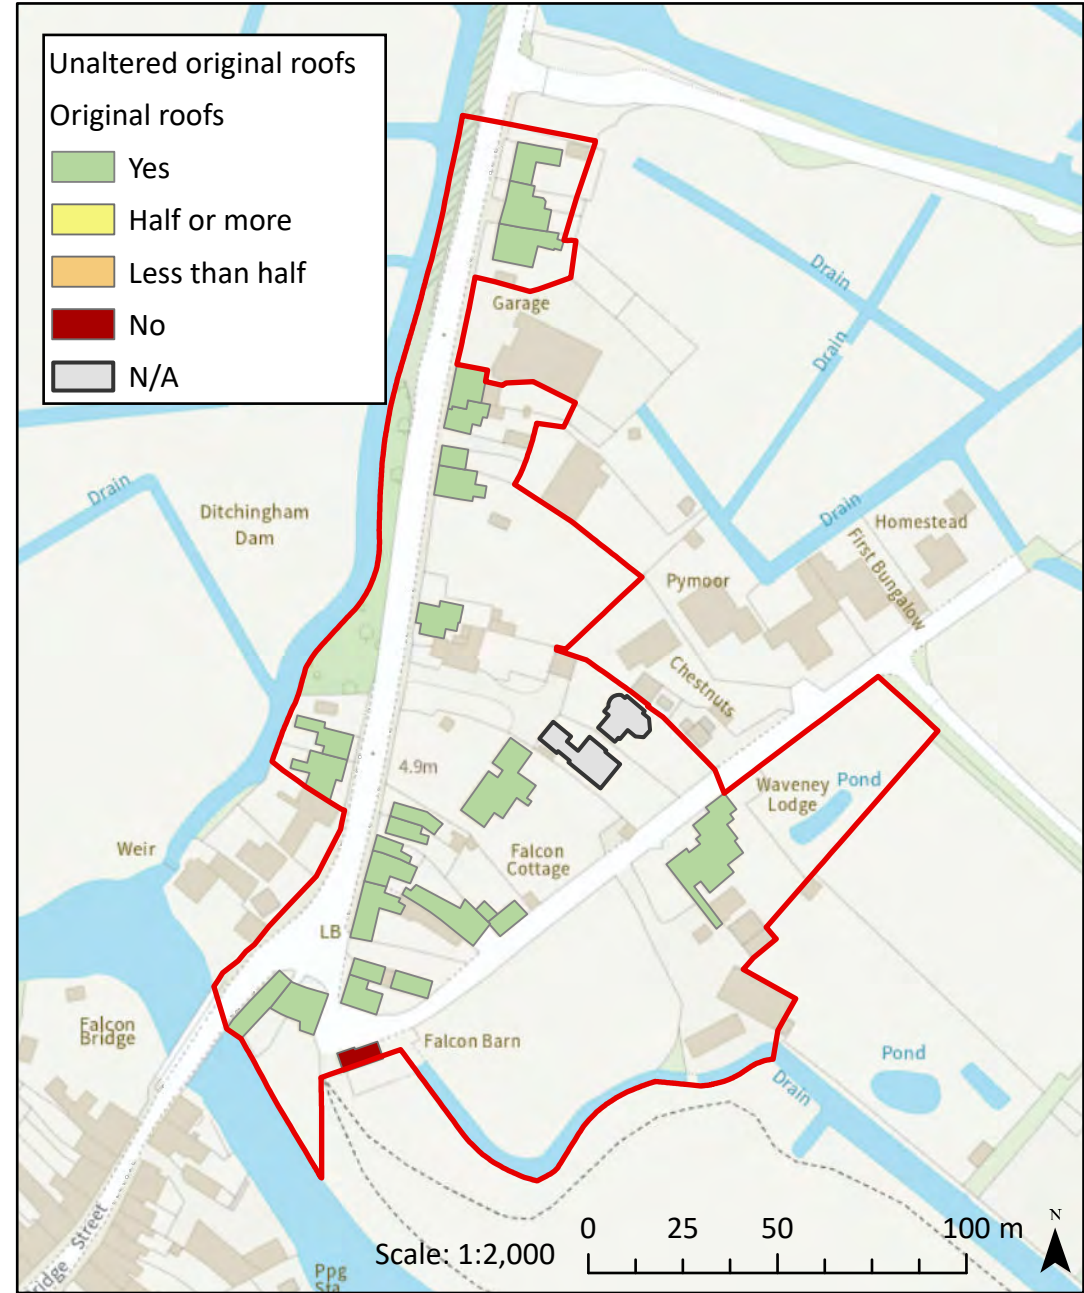 Unaltered original roofs
Original roofs
Yes
Half or more
Less than half
No
N/A
Garage
Drain
Drain
Drain
Drain
Ditchingham
Dam
Homestead
First Bungalow
Pymoor
Chestnuts
4.9m
Waveney
Lodge
Pond
Weir
Falcon
Cottage
LB
Falcon
Bridge
Falcon Barn
Pond
Drain
Street
ridge
Ppg
Sta
Scale: 1:2,000
0 25 50 100 m
N